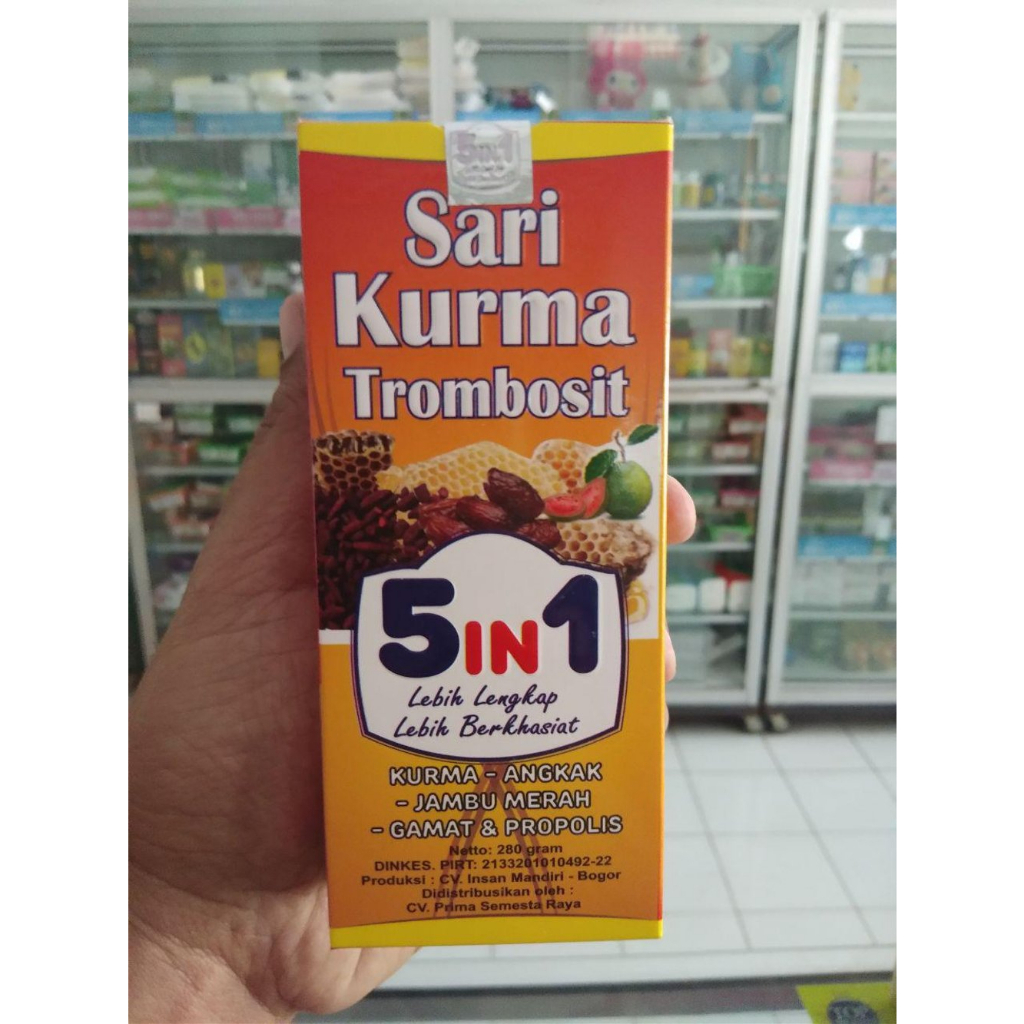 5IN1
Sari
Kurma
Trombosit
5IN1
Lebih Lengkap
Lebih Berkhasiat
KURMA - ANGKAK
- JAMBU MERAH
- GAMAT & PROPOLIS
Netto: 280 gram
DINKES. PIRT: 2133201010492-22
Produksi : CV. Insan Mandiri - Bogor
Didistribusikan oleh :
CV. Prima Semesta Raya